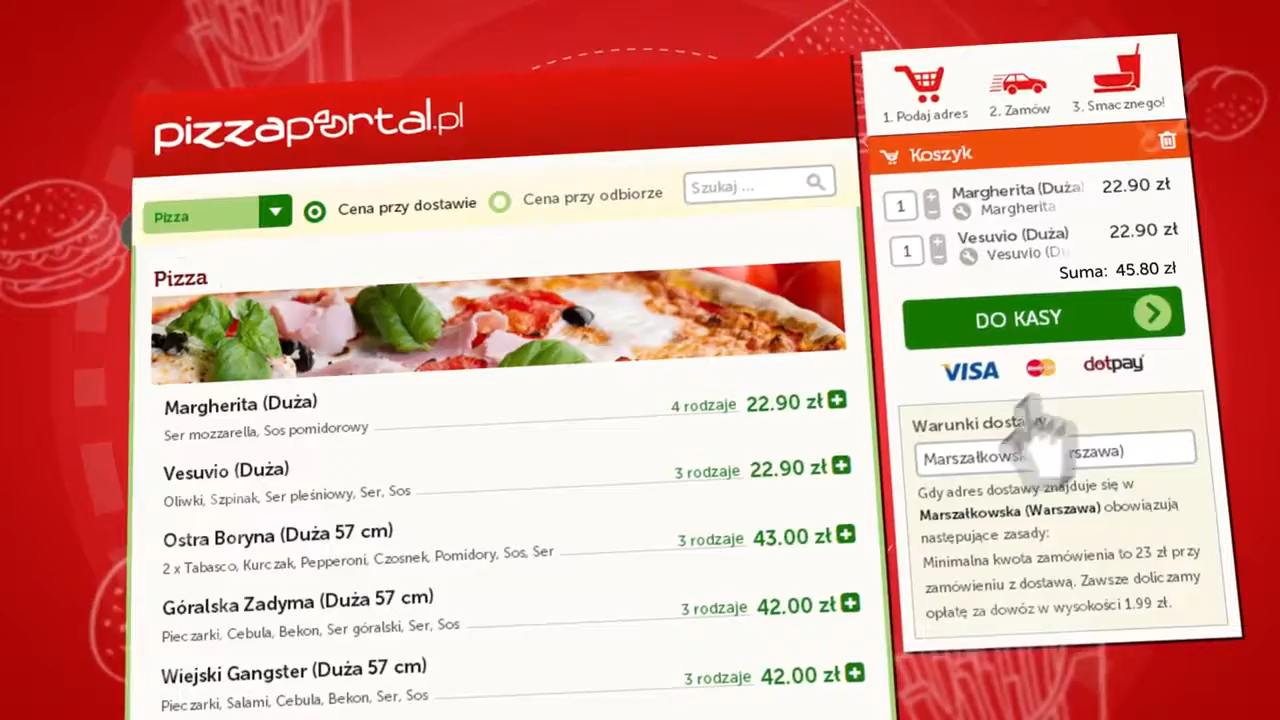 pizzaportal.pl
Pizza
Cena przy dostawie
Cena przy odbiorze
Szukaj ...
Pizza
Margherita (Duża)
4 rodzaje 22.90 zł
Ser mozzarella, Sos pomidorowy
Vesuvio (Duża)
3 rodzaje 22.90 zł
Oliwki, Szpinak, Ser pleśniowy, Ser, Sos
Ostra Boryna (Duża 57 cm)
3 rodzaje 43.00 zł
2 x Tabasco, Kurczak, Pepperoni, Czosnek, Pomidory, Sos, Ser
Góralska Zadyma (Duża 57 cm)
3 rodzaje 42.00 zł
Pieczarki, Cebula, Bekon, Ser góralski, Ser, Sos
Wiejski Gangster (Duża 57 cm)
3 rodzaje 42.00 zł
Pieczarki, Salami, Cebula, Bekon, Ser, Sos
1. Podaj adres
2. Zamów
3. Smacznego!
Koszyk
1 Margherita (Duża) 22.90 zł
Margherita
1 Vesuvio (Duża) 22.90 zł
Vesuvio (Du
Suma: 45.80 zł
DO KASY
VISA
MasterCard
dotpay
Warunki dostawy
Marszałkowsk rszawa)
Gdy adres dostawy znajduje się w
Marszałkowska (Warszawa) obowiązują
następujące zasady:
Minimalna kwota zamówienia to 23 zł przy
zamówieniu z dostawą. Zawsze doliczamy
opłatę za dowóz w wysokości 1.99 zł.